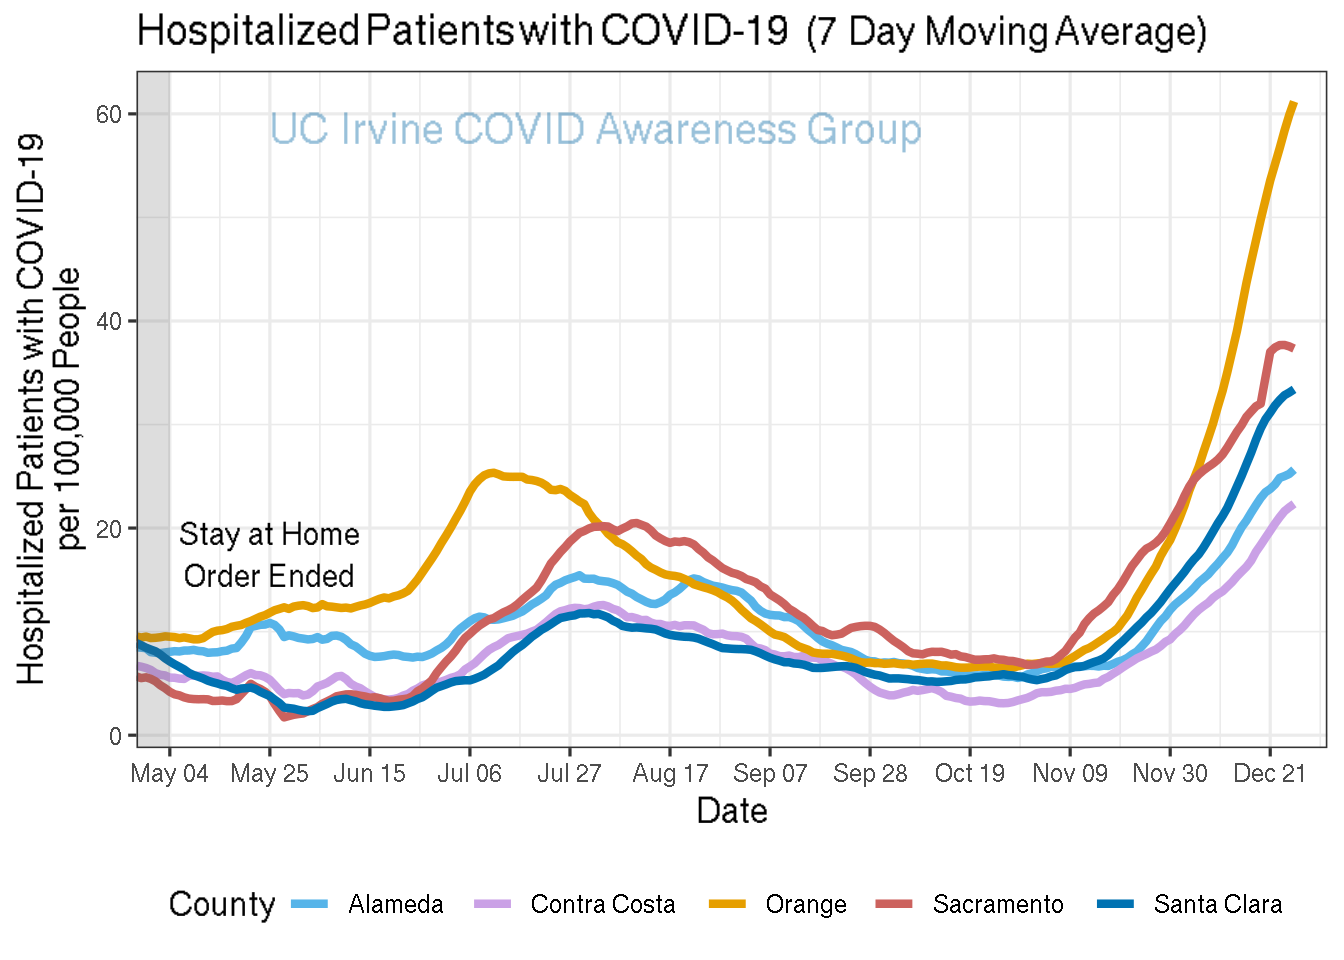 Hospitalized Patients with COVID-19 (7 Day Moving Average)
Hospitalized Patients with COVID-19
per 100,000 People
60
40
20
0
UC Irvine COVID Awareness Group
Stay at Home
Order Ended
May 04 May 25 Jun 15 Jul 06 Jul 27 Aug 17 Sep 07 Sep 28 Oct 19 Nov 09 Nov 30 Dec 21
Date
County Alameda Contra Costa Orange Sacramento Santa Clara